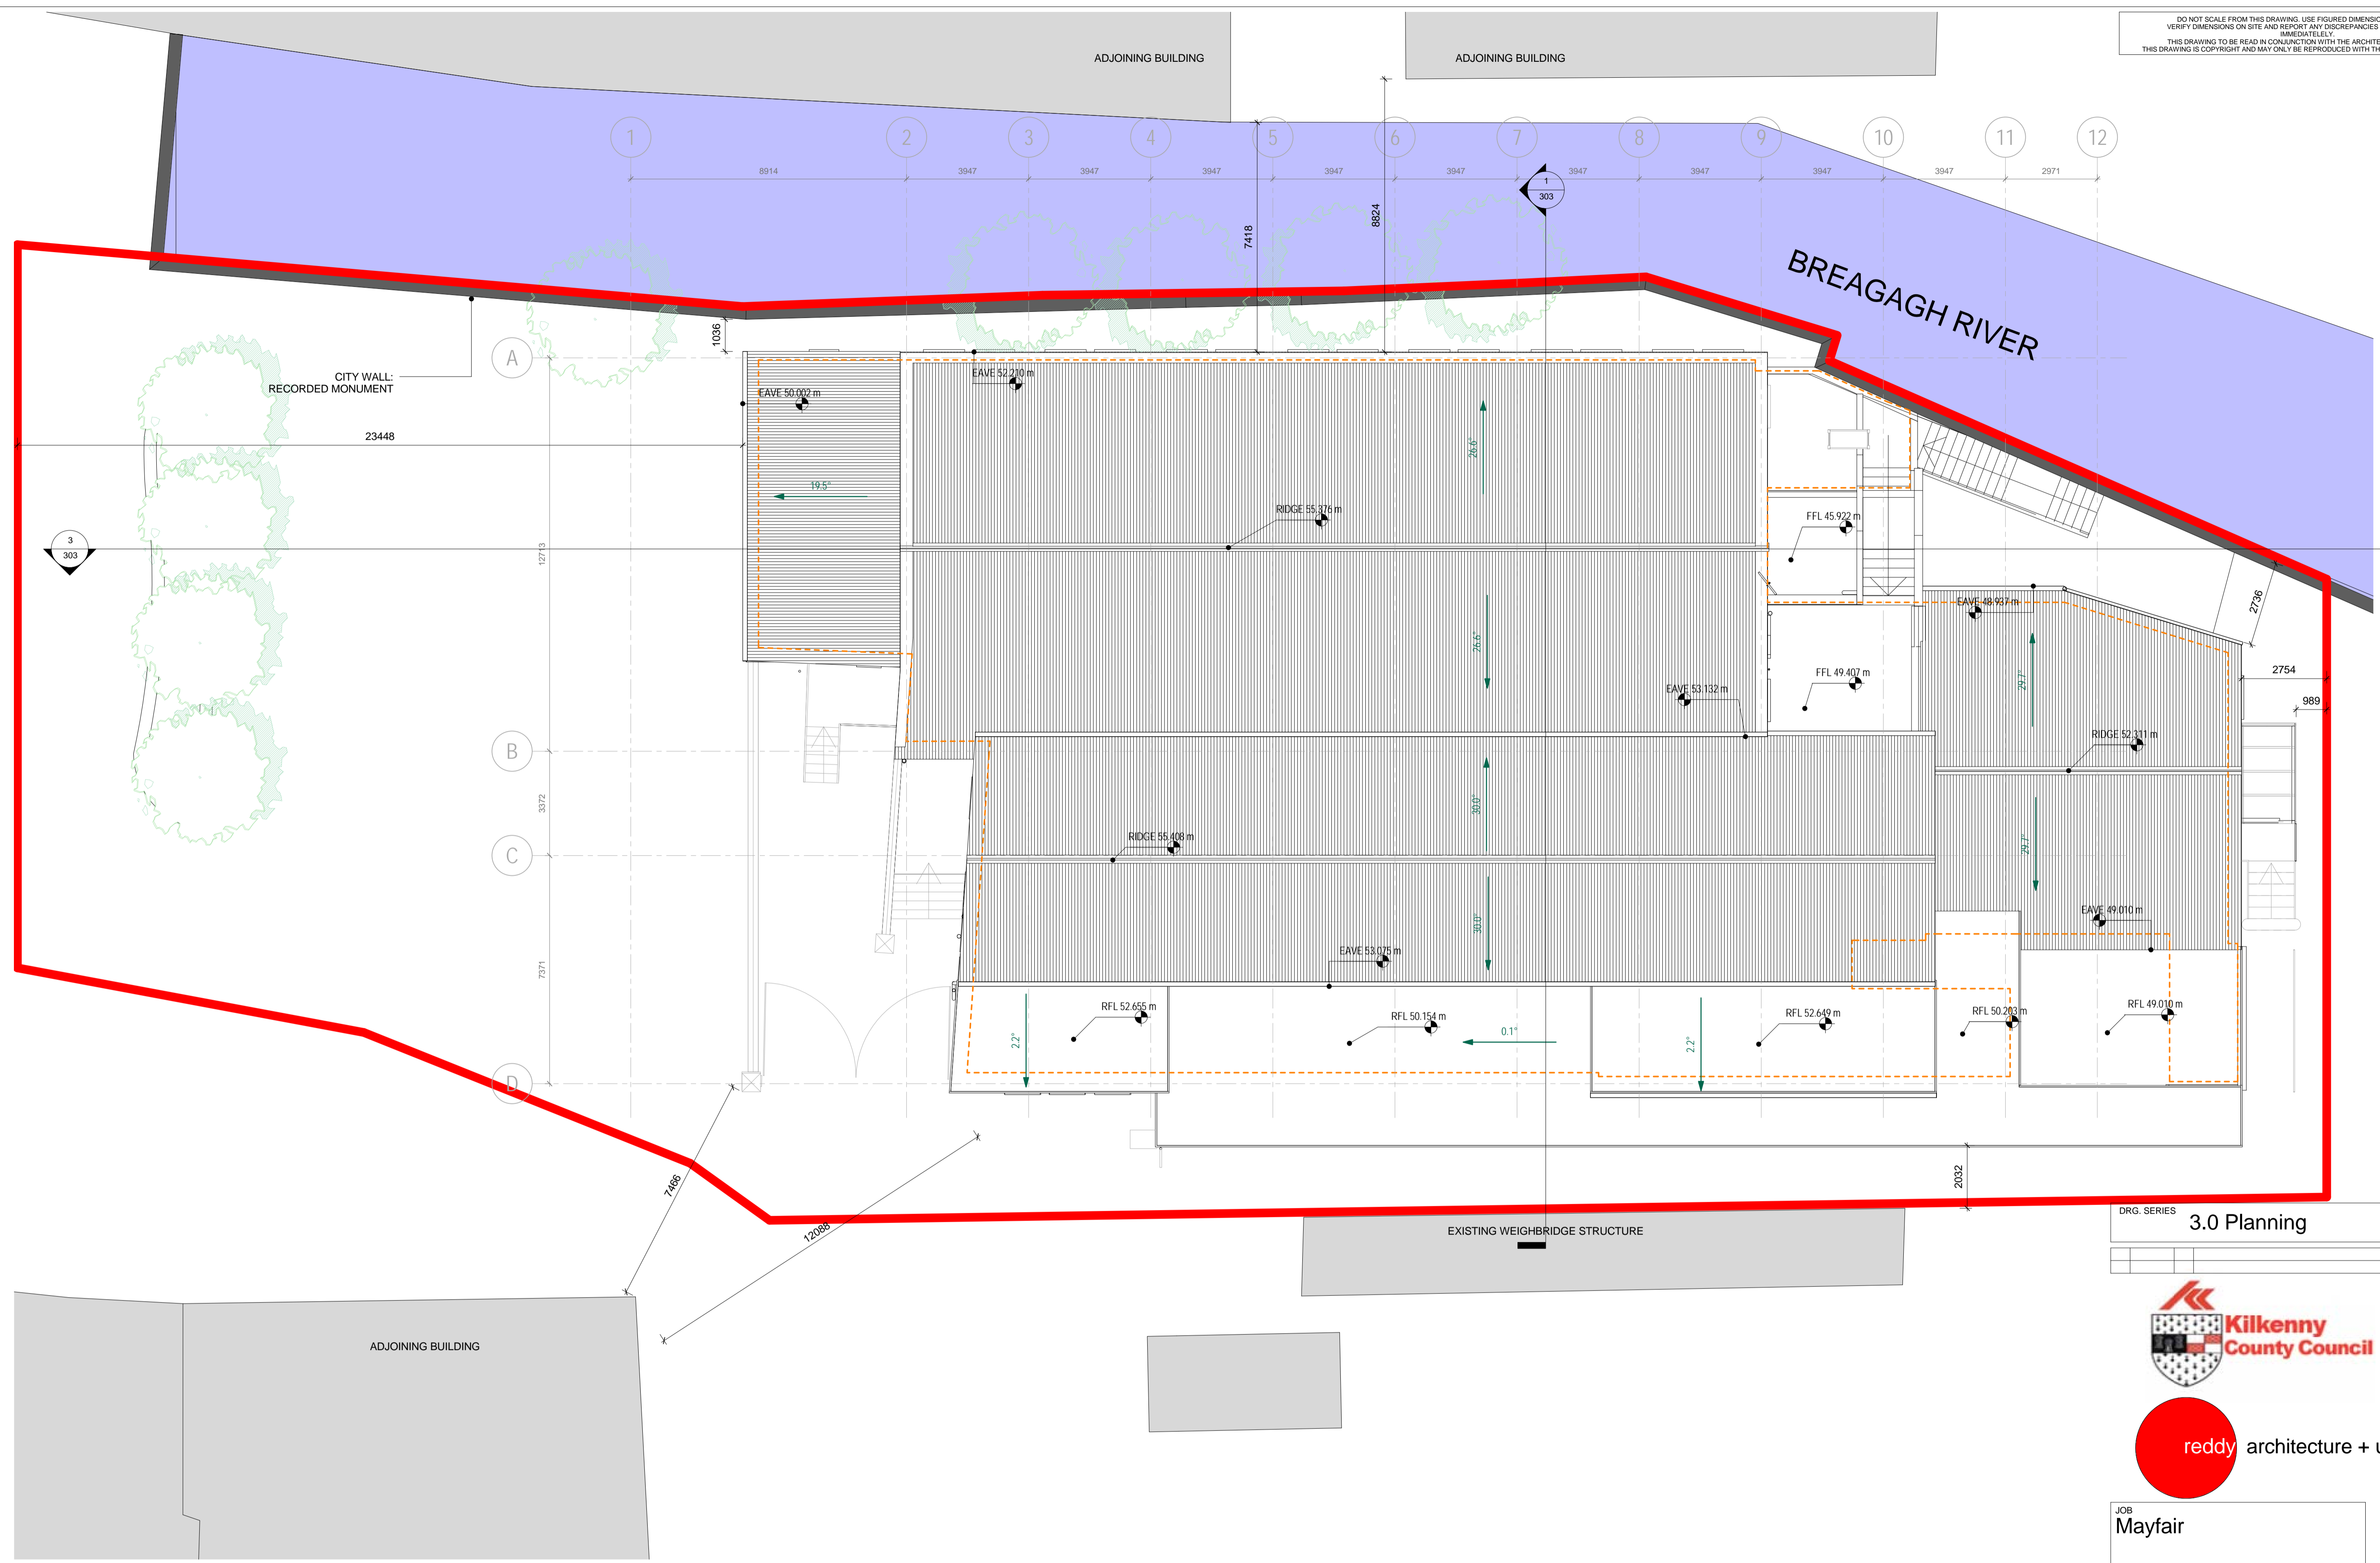 DO NOT SCALE FROM THIS DRAWING. USE FIGURED
VERIFY DIMENSIONS ON SITE AND REPORT ANY DISCREPANCIES
IMMEDIATELELY.
THIS DRAWING TO BE READ IN CONJUNCTION WITH THE
THIS DRAWING IS COPYRIGHT AND MAY ONLY BE REPRODUCED WITH
ADJOINING BUILDING
ADJOINING BUILDING
1 2 3 4 5 6 7 8 9 10 11 12
8914 3947 3947 3947 3947 3947 3947 3947 3947 3947 2971
1
303
8824
7418
BREAGAGH RIVER
1036
A
CITY WALL:
RECORDED MONUMENT
EAVE 52.210 m
EAVE 50.002 m
23448
26.6°
19.5°
RIDGE 55.376 m
FFL 45.922 m
3
303
12713
2736
EAVE 48.937 m
26.6°
FFL 49.407 m
2754
29.7°
EAVE 53.132 m
989
B
RIDGE 52.311 m
3372
30.0°
RIDGE 55.408 m
29.7°
C
EAVE 49.010 m
30.0°
EAVE 53.075 m
7371
RFL 52.655 m
RFL 50.154 m
RFL 52.649 m
RFL 50.203 m
RFL 49.010 m
2.2°
0.1°
2.2°
D
7466
12088
2032
EXISTING WEIGHBRIDGE STRUCTURE
DRG. SERIES
3.0 Planning
ADJOINING BUILDING
Kilkenny
County Council
reddy architecture +
JOB
Mayfair